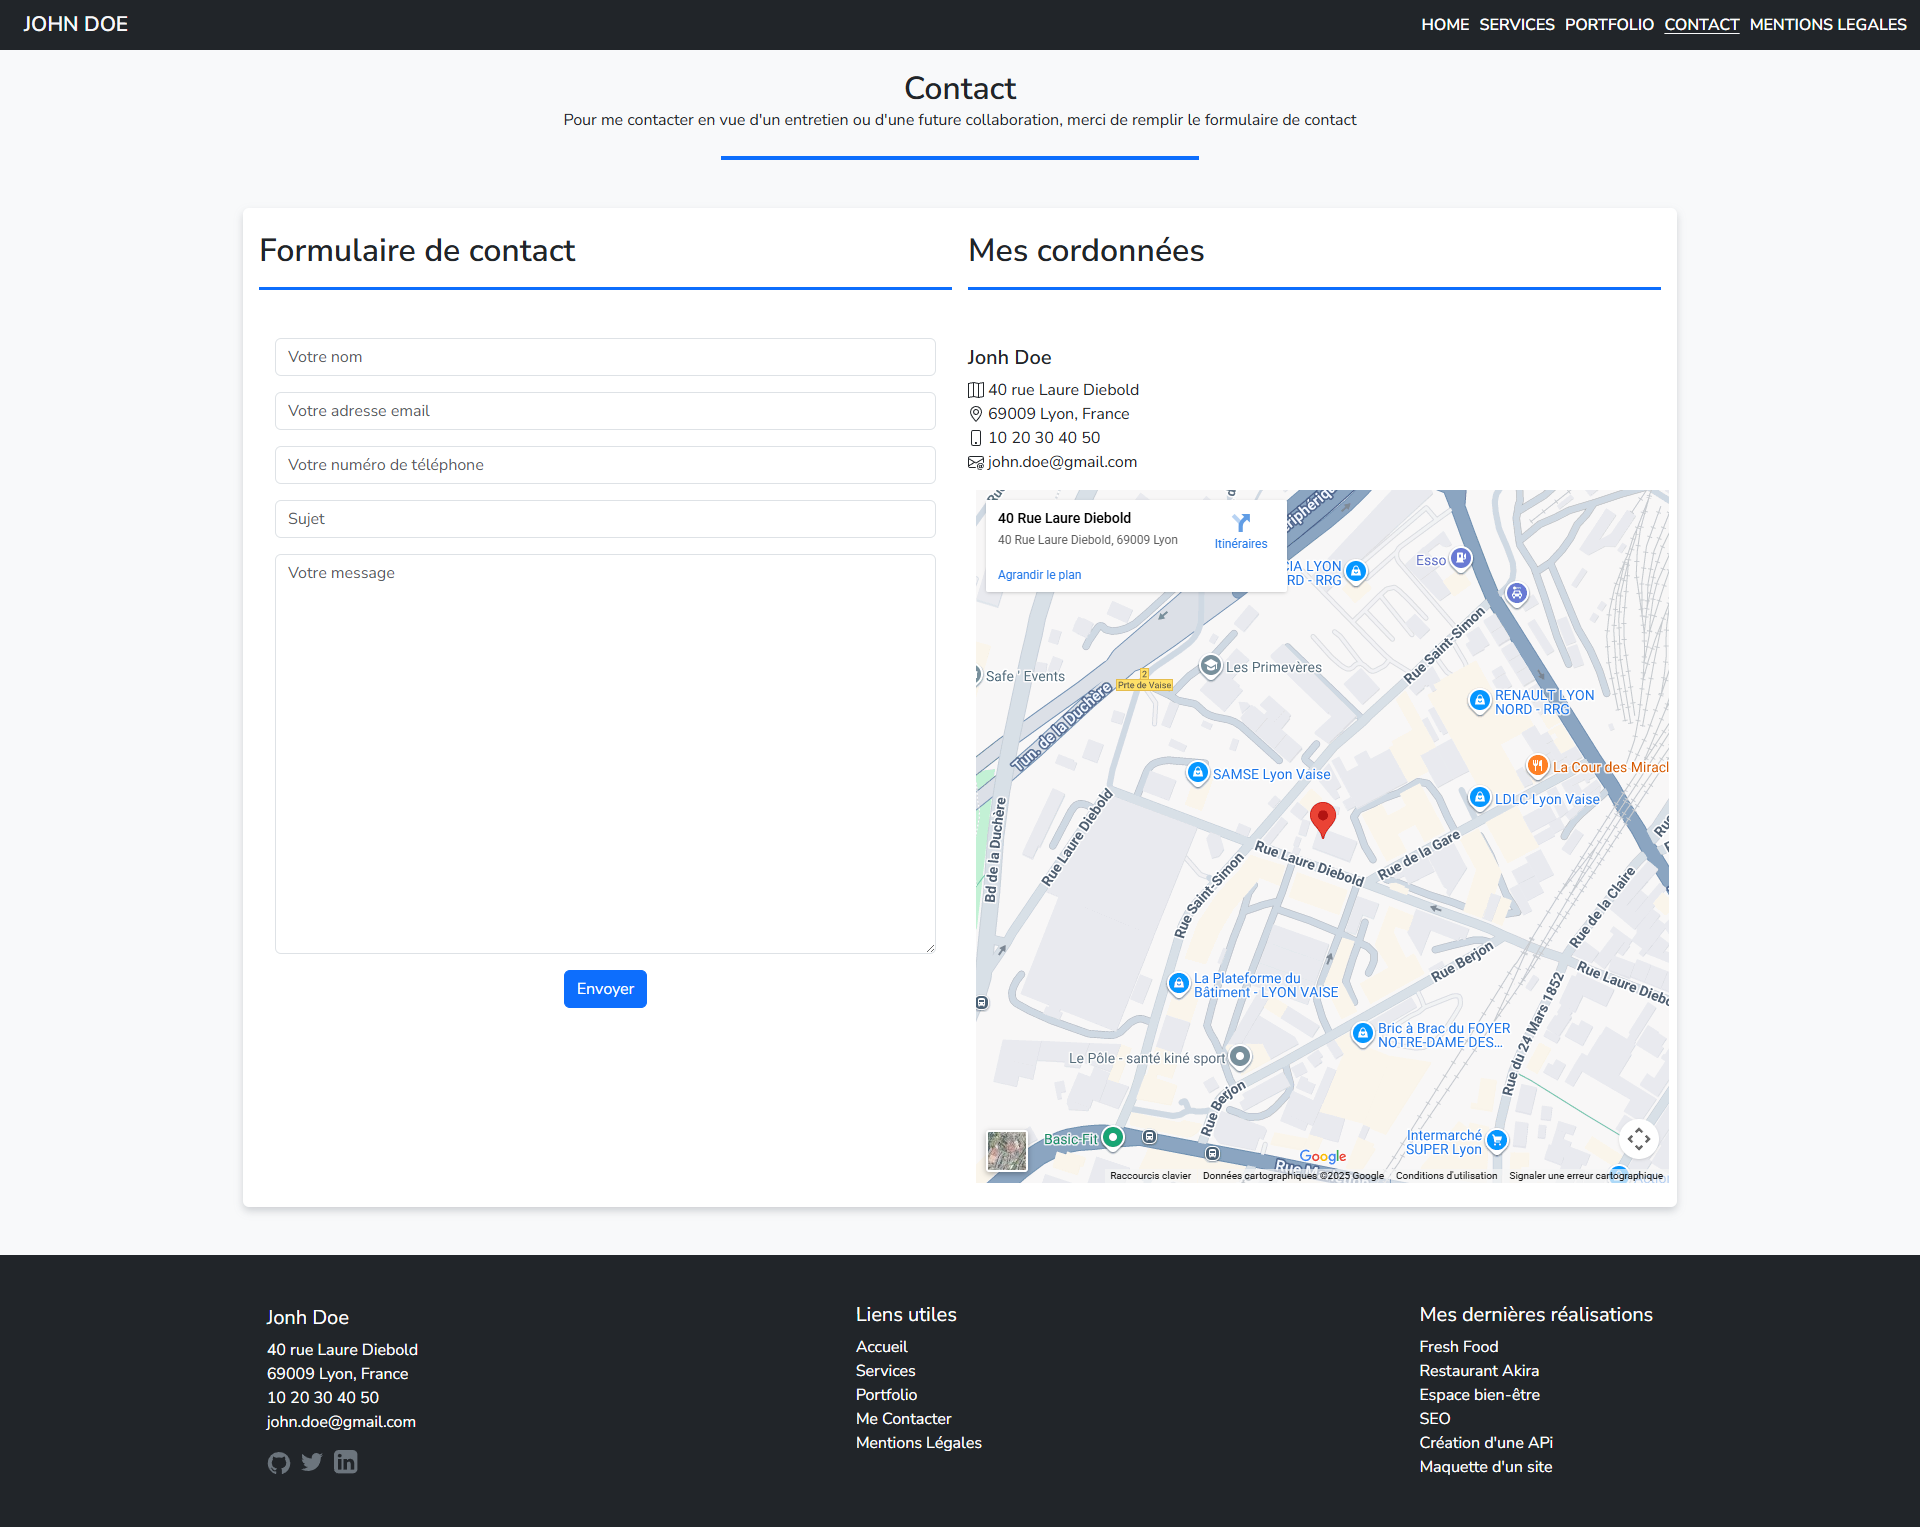 JOHN DOE
HOME SERVICES PORTFOLIO CONTACT MENTIONS LEGALES
Contact
Pour me contacter en vue d'un entretien ou d'une future collaboration, merci de remplir le formulaire de contact
Formulaire de contact
Votre nom
Votre adresse email
Votre numéro de téléphone
Sujet
Votre message
Envoyer
Mes cordonnées
Jonh Doe
40 rue Laure Diebold
69009 Lyon, France
10 20 30 40 50
john.doe@gmail.com
40 Rue Laure Diebold
40 Rue Laure Diebold, 69009 Lyon
Itinéraires
Agrandir le plan
riphérique
CIA LYON
RD - RRG
Esso
Rue Saint-Simon
Les Primevères
Safe ' Events
2
Prte de Vaise
Tun. de la Duchère
RENAULT LYON
NORD - RRG
La Cour des Miracl
SAMSE Lyon Vaise
LDLC Lyon Vaise
Rue Laure Diebold
Bd de la Duchère
Rue Laure Diebold
Rue de la Gare
Rue Saint-Simon
Rue de la Claire
Rue Berjon
Rue Laure Diebo
La Plateforme du
Bâtiment - LYON VAISE
Rue du 24 Mars 1852
Bric à Brac du FOYER
NOTRE-DAME DES...
Le Pôle - santé kiné sport
Rue Berjon
Basic-Fit
Intermarché
SUPER Lyon
Google
Raccourcis clavier Données cartographiques ©2025 Google Conditions d'utilisation Signaler une erreur cartographique
Jonh Doe
40 rue Laure Diebold
69009 Lyon, France
10 20 30 40 50
john.doe@gmail.com
Liens utiles
Accueil
Services
Portfolio
Me Contacter
Mentions Légales
Mes dernières réalisations
Fresh Food
Restaurant Akira
Espace bien-être
SEO
Création d'une APi
Maquette d'un site